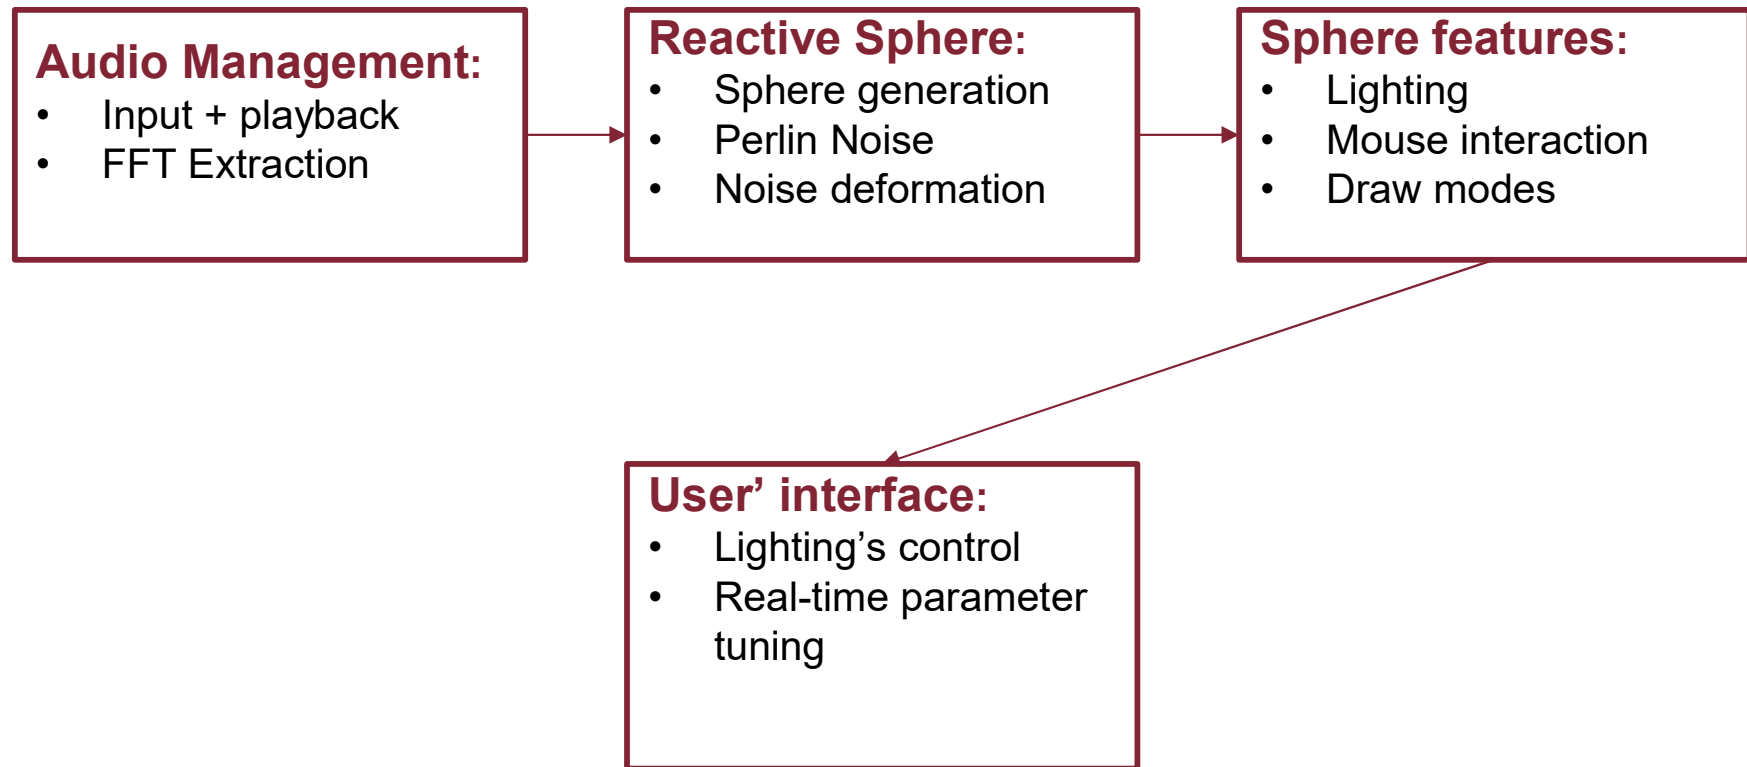 Audio Management:
• Input + playback
• FFT Extraction
Reactive Sphere:
• Sphere generation
• Perlin Noise
• Noise deformation
Sphere features:
• Lighting
• Mouse interaction
• Draw modes
User’ interface:
• Lighting’s control
• Real-time parameter
tuning